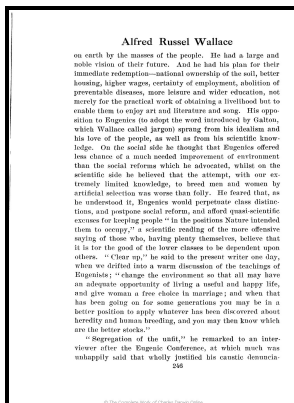 Alfred Russel Wallace
on earth by the masses of the people. He had a large and
noble vision of their future. And he had his plan for their
immediate redemption—national ownership of the soil, better
housing, higher wages, certainty of employment, abolition of
preventable diseases, more leisure and wider education, not
merely for the practical work of obtaining a livelihood but to
enable them to enjoy art and literature and song. His oppo-
sition to Eugenics (to adopt the word introduced by Galton,
which Wallace called jargon) sprang from his idealism and
his love of the people, as well as from his scientific know-
ledge. On the social side he thought that Eugenics offered
less chance of a much needed improvement of environment
than the social reforms which he advocated, whilst on the
scientific side he believed that the attempt, with our ex-
tremely limited knowledge, to breed men and women by
artificial selection was worse than folly. He feared that, as
he understood it, Eugenics would perpetuate class distinc-
tions, and postpone social reform, and afford quasi-scientific
excuses for keeping people "in the positions Nature intended
them to occupy," a scientific reading of the more offensive
saying of those who, having plenty themselves, believe that
it is for the good of the lower classes to be dependent upon
others. "Clear up," he said to the present writer one day,
when we drifted into a warm discussion of the teachings of
Eugenists; "change the environment so that all may have
an adequate opportunity of living a useful and happy life,
and give woman a free choice in marriage; and when that
has been going on for some generations you may be in a
better position to apply whatever has been discovered about
heredity and human breeding, and you may then know which
are the better stocks."
"Segregation of the unfit," he remarked to an inter-
viewer after the Eugenic Conference, at which much was
unhappily said that wholly justified his caustic denuncia-
246
© The Complete Work of Charles Darwin Online